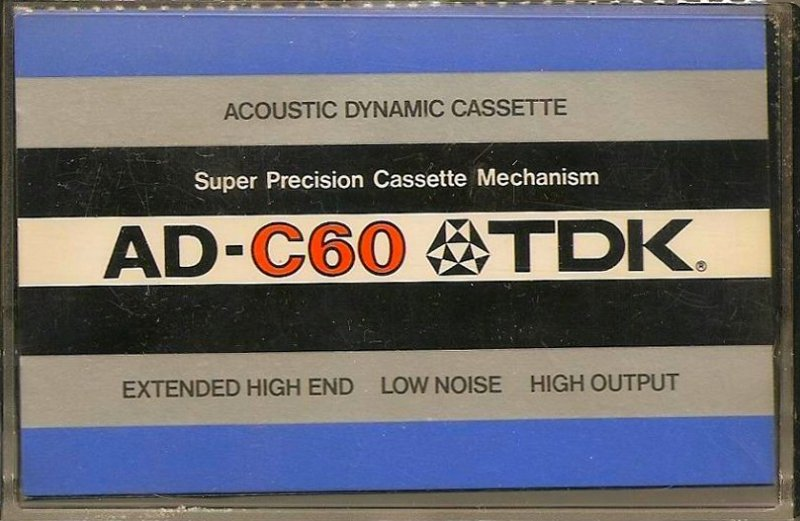 ACOUSTIC DYNAMIC CASSETTE
Super Precision Cassette Mechanism
AD-C60 TDK®
EXTENDED HIGH END LOW NOISE HIGH OUTPUT